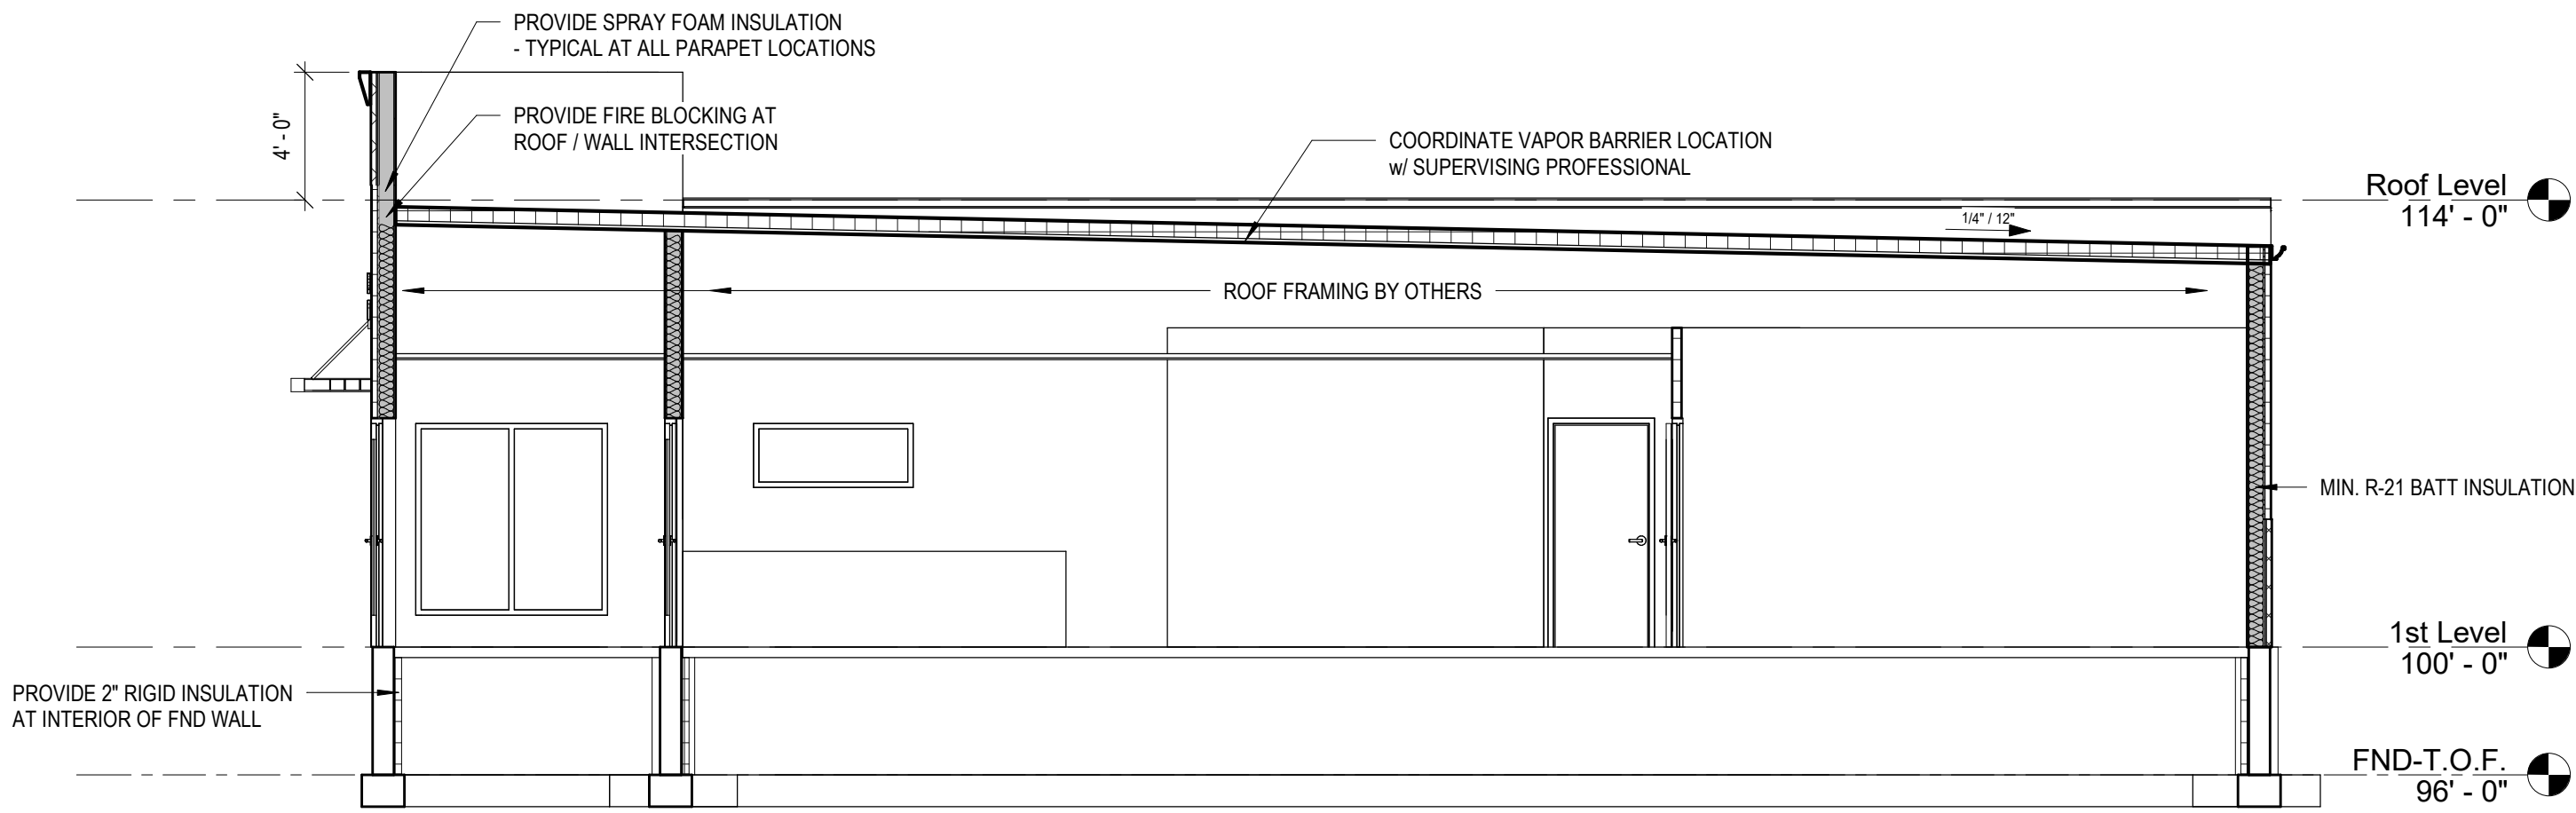 PROVIDE SPRAY FOAM INSULATION
- TYPICAL AT ALL PARAPET LOCATIONS
4' - 0"
PROVIDE FIRE BLOCKING AT
ROOF / WALL INTERSECTION
COORDINATE VAPOR BARRIER LOCATION
w/ SUPERVISING PROFESSIONAL
Roof Level
114' - 0"
1/4" / 12"
ROOF FRAMING BY OTHERS
MIN. R-21 BATT INSULATION
1st Level
100' - 0"
PROVIDE 2" RIGID INSULATION
AT INTERIOR OF FND WALL
FND-T.O.F.
96' - 0"